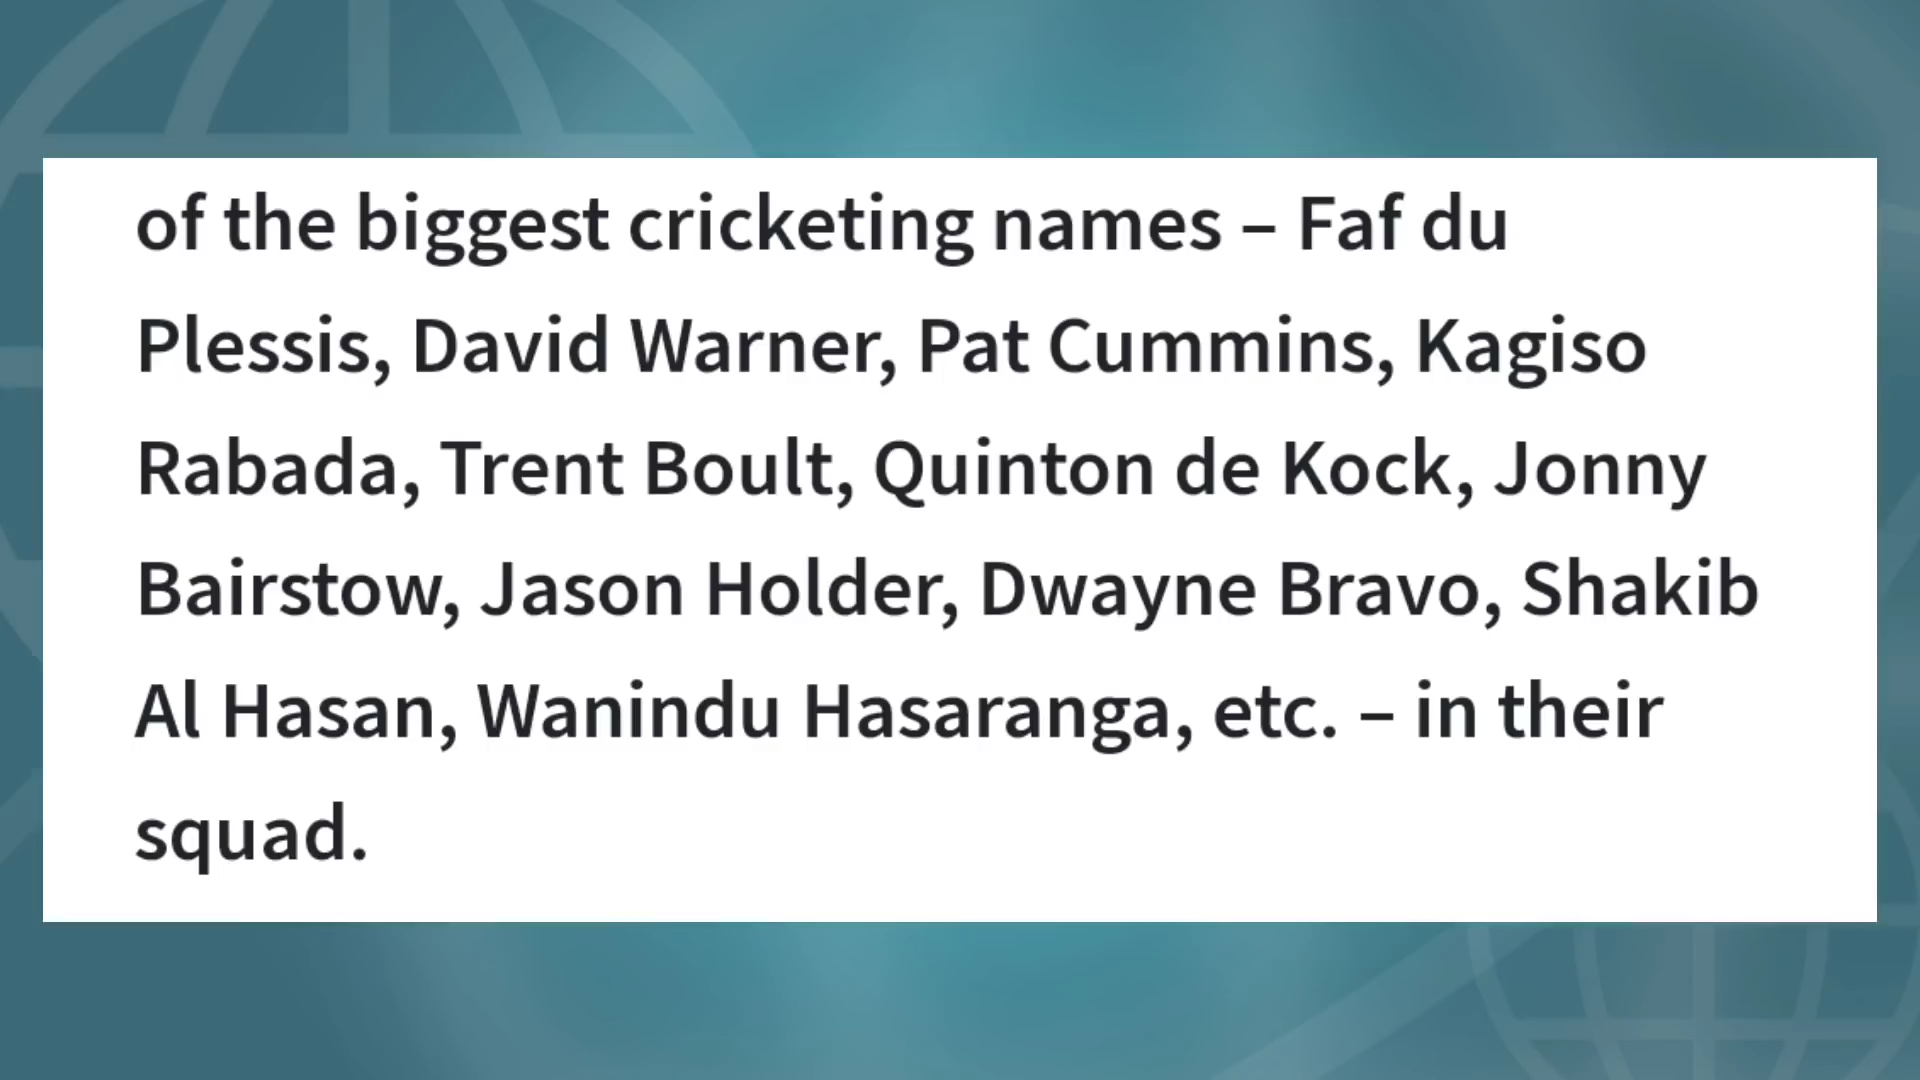 of the biggest cricketing names – Faf du
Plessis, David Warner, Pat Cummins, Kagiso
Rabada, Trent Boult, Quinton de Kock, Jonny
Bairstow, Jason Holder, Dwayne Bravo, Shakib
Al Hasan, Wanindu Hasaranga, etc. – in their
squad.